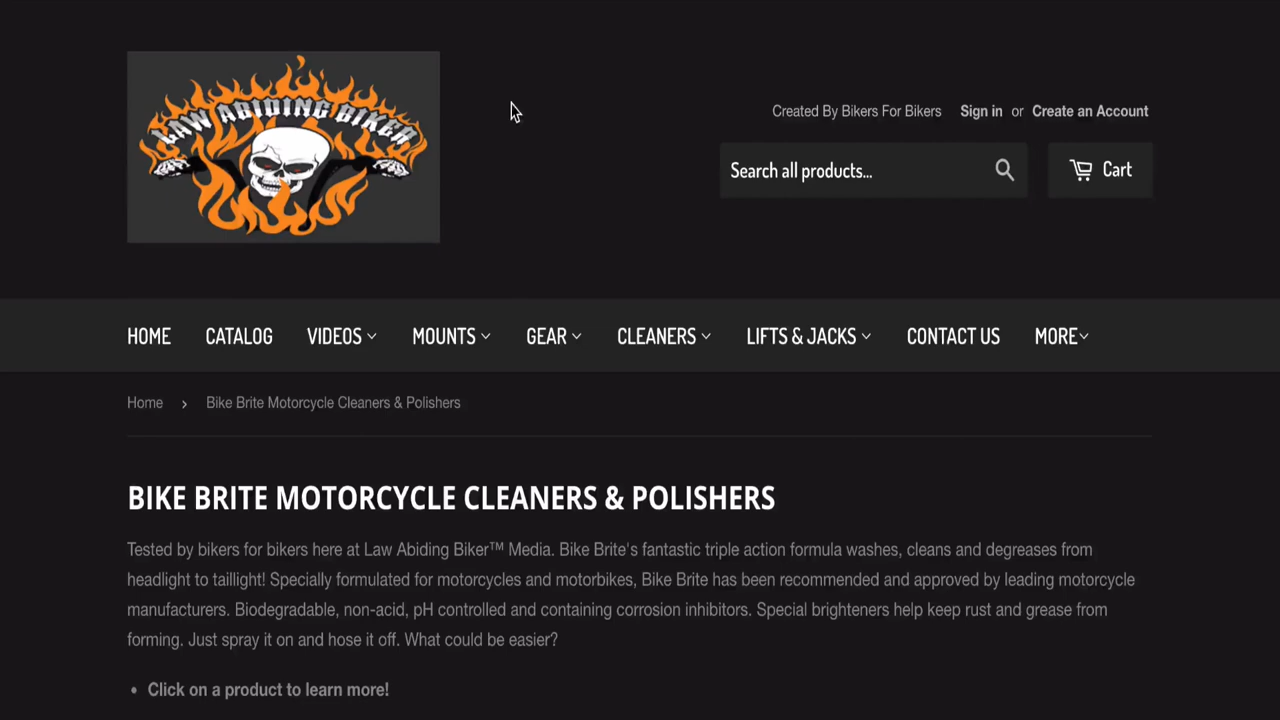 LAW ABIDING BIKER
Created By Bikers For Bikers Sign in or Create an Account
Search all products...
Cart
HOME CATALOG VIDEOS MOUNTS GEAR CLEANERS LIFTS & JACKS CONTACT US MORE
Home › Bike Brite Motorcycle Cleaners & Polishers
BIKE BRITE MOTORCYCLE CLEANERS & POLISHERS
Tested by bikers for bikers here at Law Abiding Biker™ Media. Bike Brite's fantastic triple action formula washes, cleans and degreases from
headlight to taillight! Specially formulated for motorcycles and motorbikes, Bike Brite has been recommended and approved by leading motorcycle
manufacturers. Biodegradable, non-acid, pH controlled and containing corrosion inhibitors. Special brighteners help keep rust and grease from
forming. Just spray it on and hose it off. What could be easier?
• Click on a product to learn more!